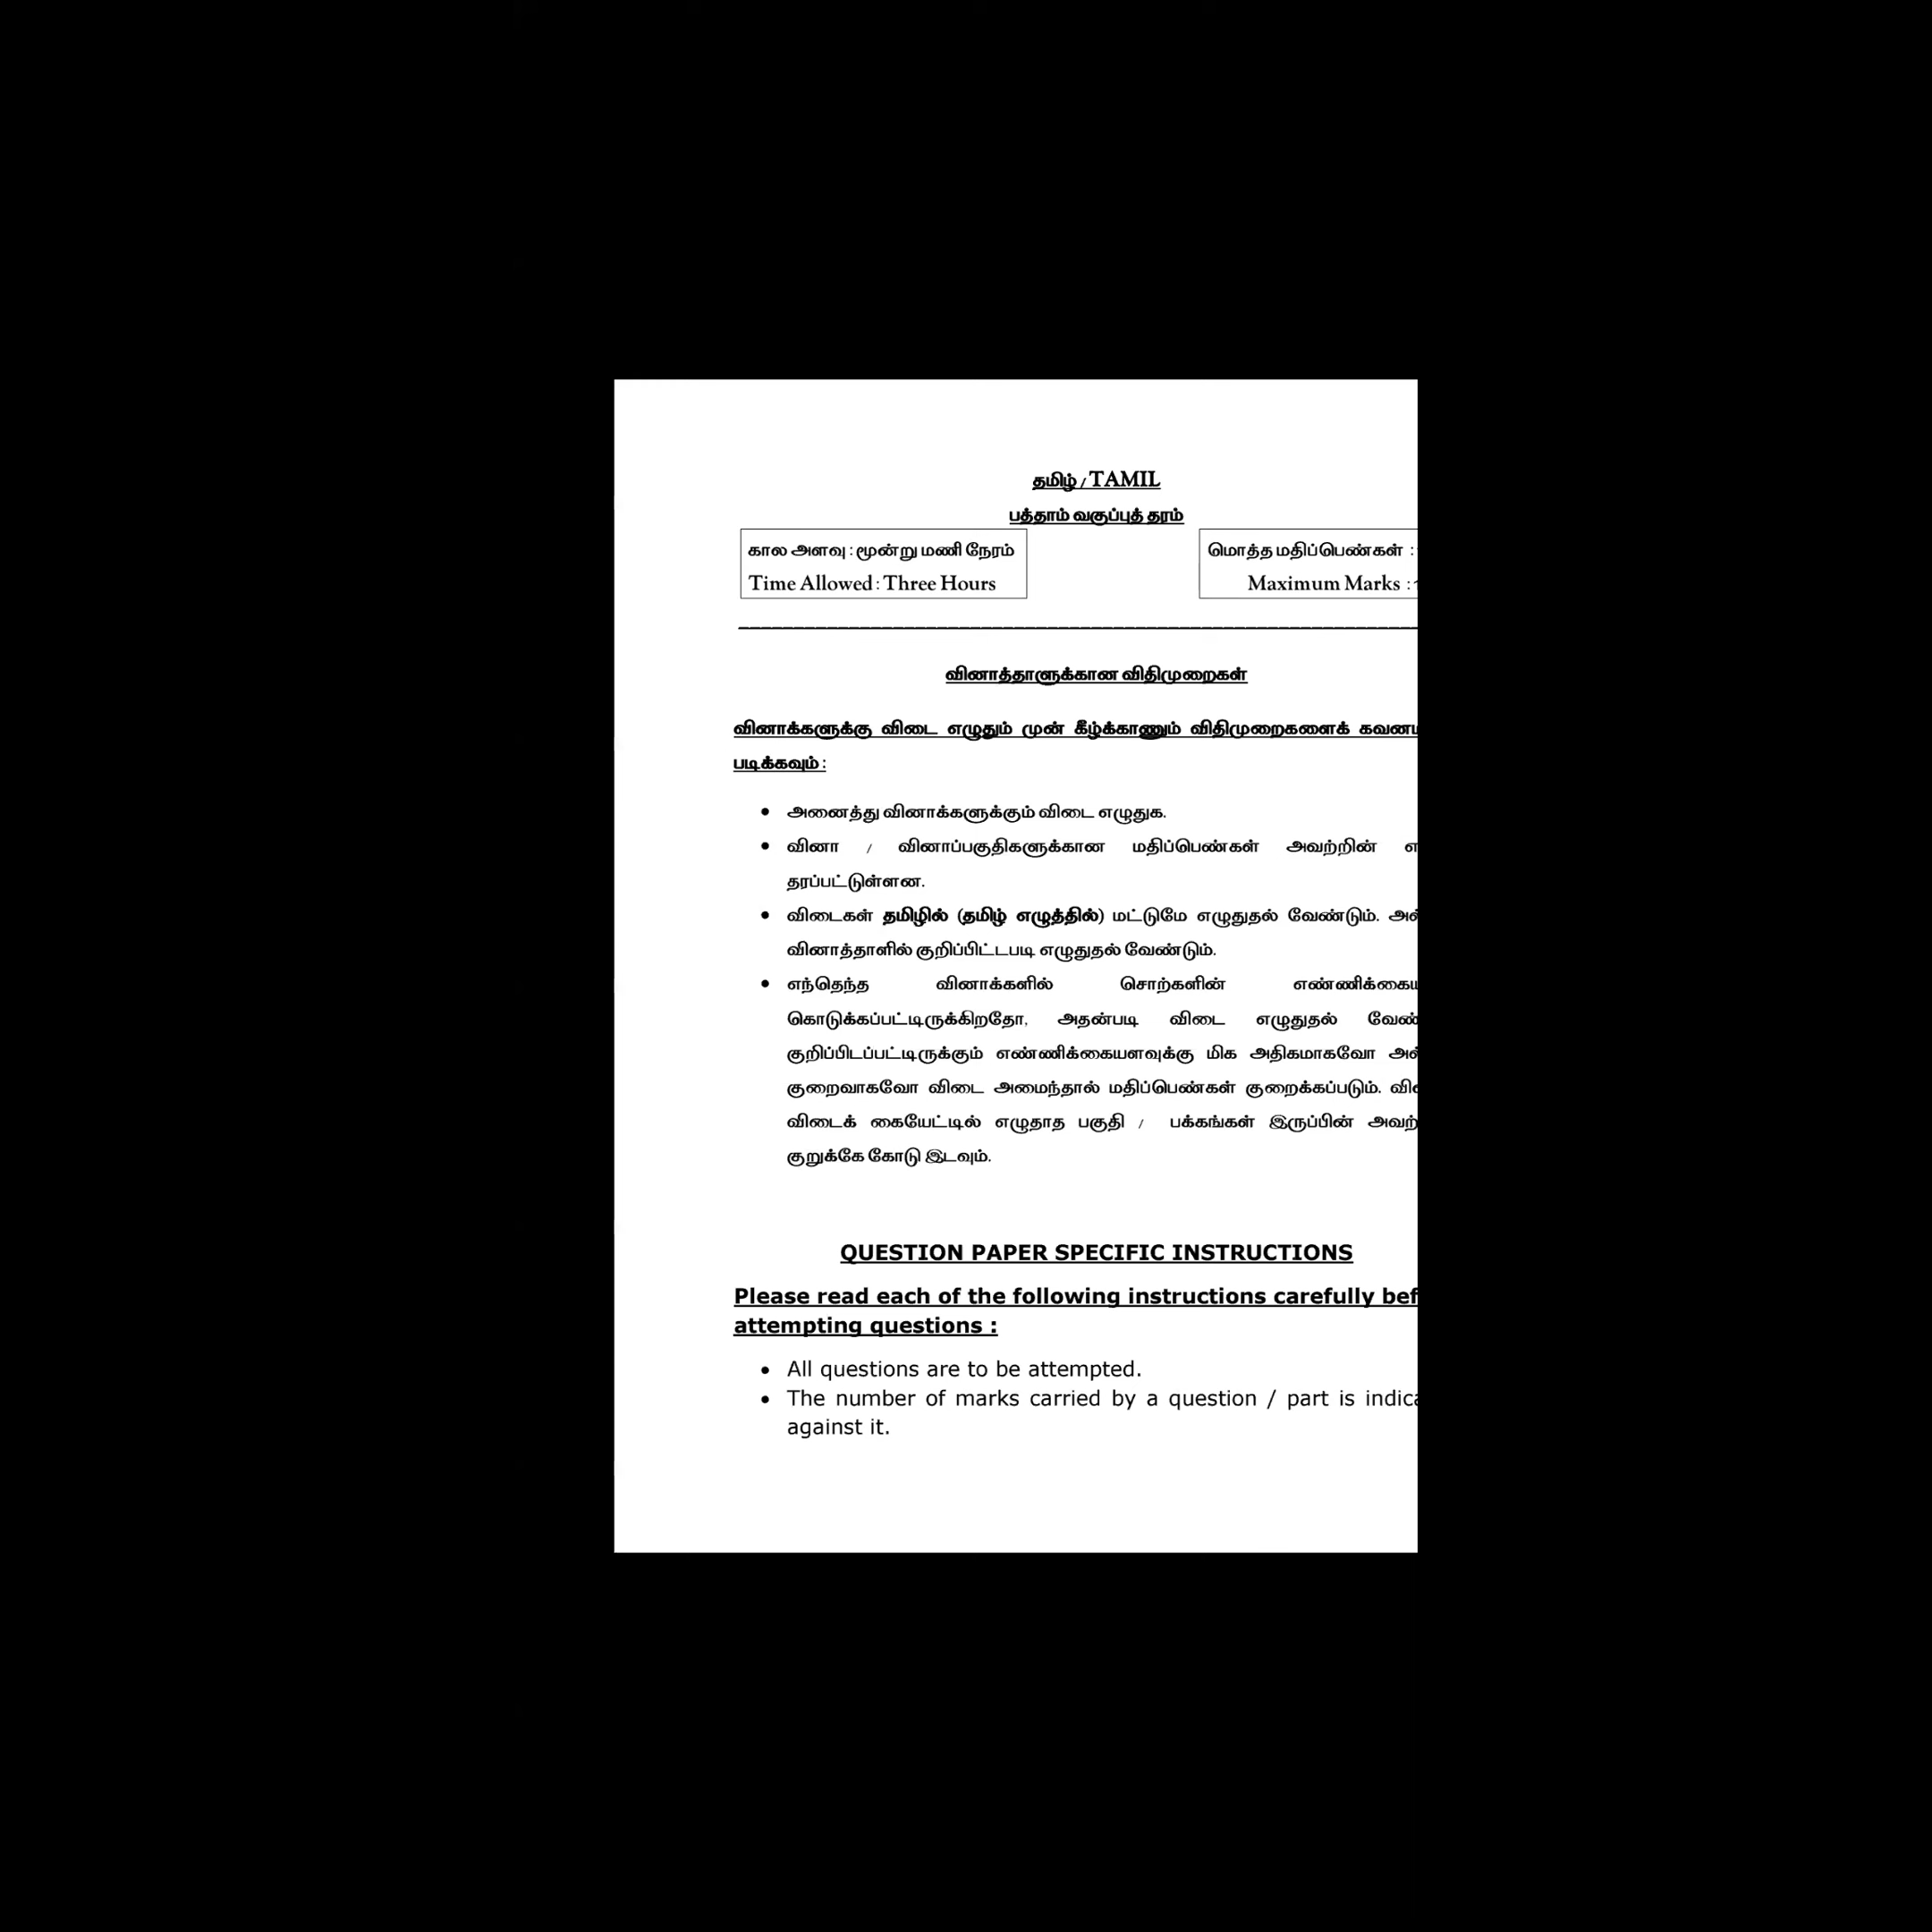 தமிழ் / TAMIL
பத்தாம் வகுப்புத் தரம்
கால அளவு : மூன்று மணி நேரம்
Time Allowed : Three Hours
மொத்த மதிப்பெண்கள் :
Maximum Marks :
வினாத்தாளுக்கான விதிமுறைகள்
வினாக்களுக்கு விடை எழுதும் முன் கீழ்க்காணும் விதிமுறைகளைக்
படிக்கவும் :
• அனைத்து வினாக்களுக்கும் விடை எழுதுக.
• வினா / வினாப்பகுதிகளுக்கான மதிப்பெண்கள் அவற்றின்
தரப்பட்டுள்ளன.
• விடைகள் தமிழில் (தமிழ் எழுத்தில்) மட்டுமே எழுதுதல் வேண்டும்.
வினாத்தாளில் குறிப்பிட்டபடி எழுதுதல் வேண்டும்.
• எந்தெந்த வினாக்களில் சொற்களின்
கொடுக்கப்பட்டிருக்கிறதோ, அதன்படி விடை எழுதுதல்
குறிப்பிடப்பட்டிருக்கும் எண்ணிக்கையளவுக்கு மிக அதிகமாகவோ
குறைவாகவோ விடை அமைந்தால் மதிப்பெண்கள் குறைக்கப்படும்.
விடைக் கையேட்டில் எழுதாத பகுதி / பக்கங்கள் இருப்பின்
குறுக்கே கோடு இடவும்.
QUESTION PAPER SPECIFIC INSTRUCTIONS
Please read each of the following instructions carefully
attempting questions :
• All questions are to be attempted.
• The number of marks carried by a question / part is
against it.